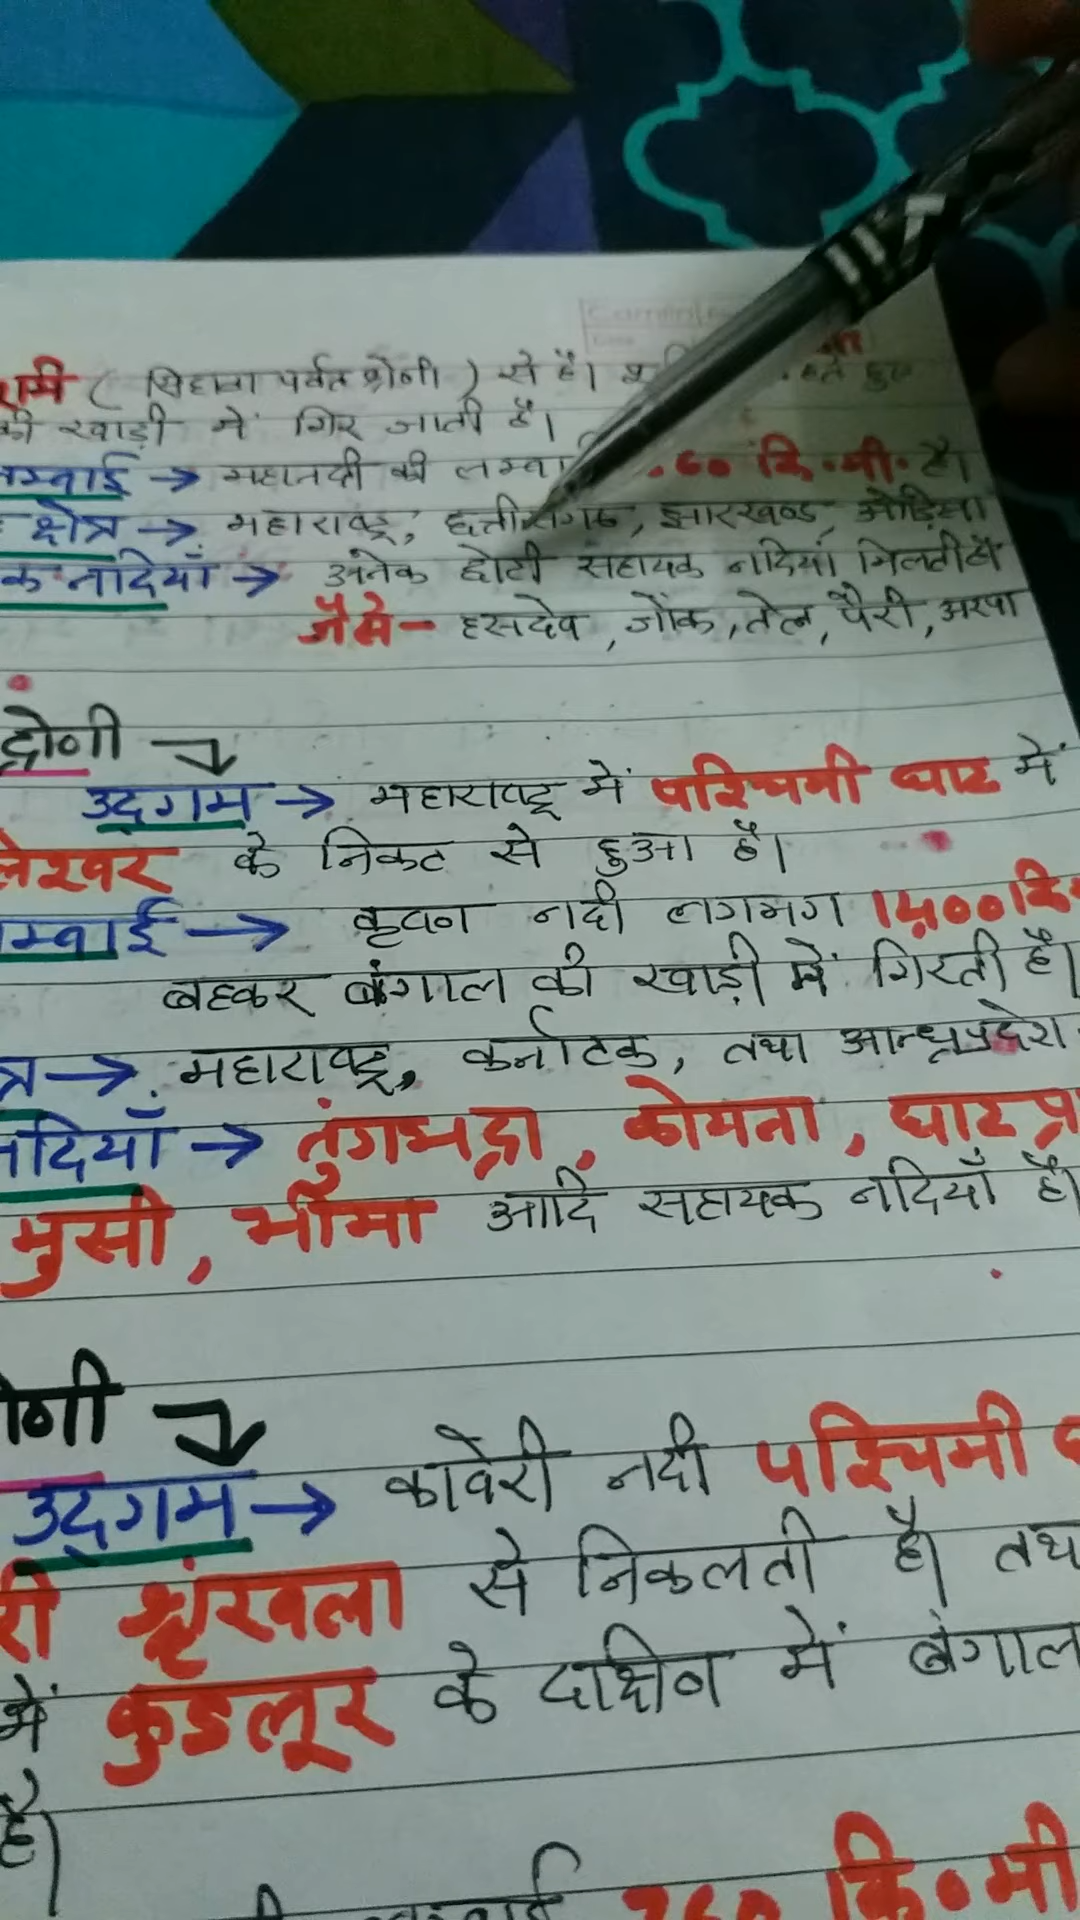 (सिहावा पर्वत श्रेणी) से है। हुए
की खाड़ी में गिर जाती है।
लम्बाई → महानदी की 60 कि.मी. है।
क्षेत्र → महाराष्ट्र, छत्तीसगढ़, झारखण्ड, ओड़िसा
क नदियाँ → अनेक छोटी सहायक नदियाँ मिलती हैं
जैसे- हसदेव, जोंक, तेल, पैरी, अरपा
द्रोणी
उद्गम → महाराष्ट्र में पश्चिमी घाट में
लेश्वर के निकट से हुआ है।
म्बाई → कृष्णा नदी लगभग 1400 कि
बहकर बंगाल की खाड़ी में गिरती है।
त्र → महाराष्ट्र, कर्नाटक, तथा आन्ध्रप्रदेश
नदियाँ → तुंगभद्रा, कोयना, घाटप्र
मुसी, भीमा आदि सहायक नदियाँ है।
ोणी
उद्गम → कावेरी नदी पश्चिमी
री श्रृंखला से निकलती है। तथ
में कुडलूर के दक्षिण में बंगाल
है।
760 कि.मी